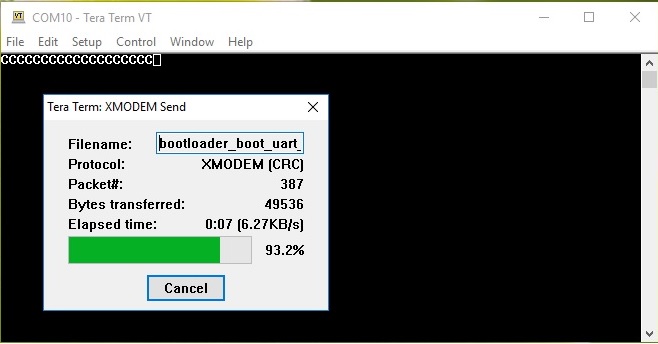 VT COM10 - Tera Term VT
File Edit Setup Control Window Help
CCCCCCCCCCCCCCCCCCC
Tera Term: XMODEM Send
Filename: bootloader_boot_uart_
Protocol: XMODEM (CRC)
Packet#: 387
Bytes transferred: 49536
Elapsed time: 0:07 (6.27KB/s)
93.2%
Cancel